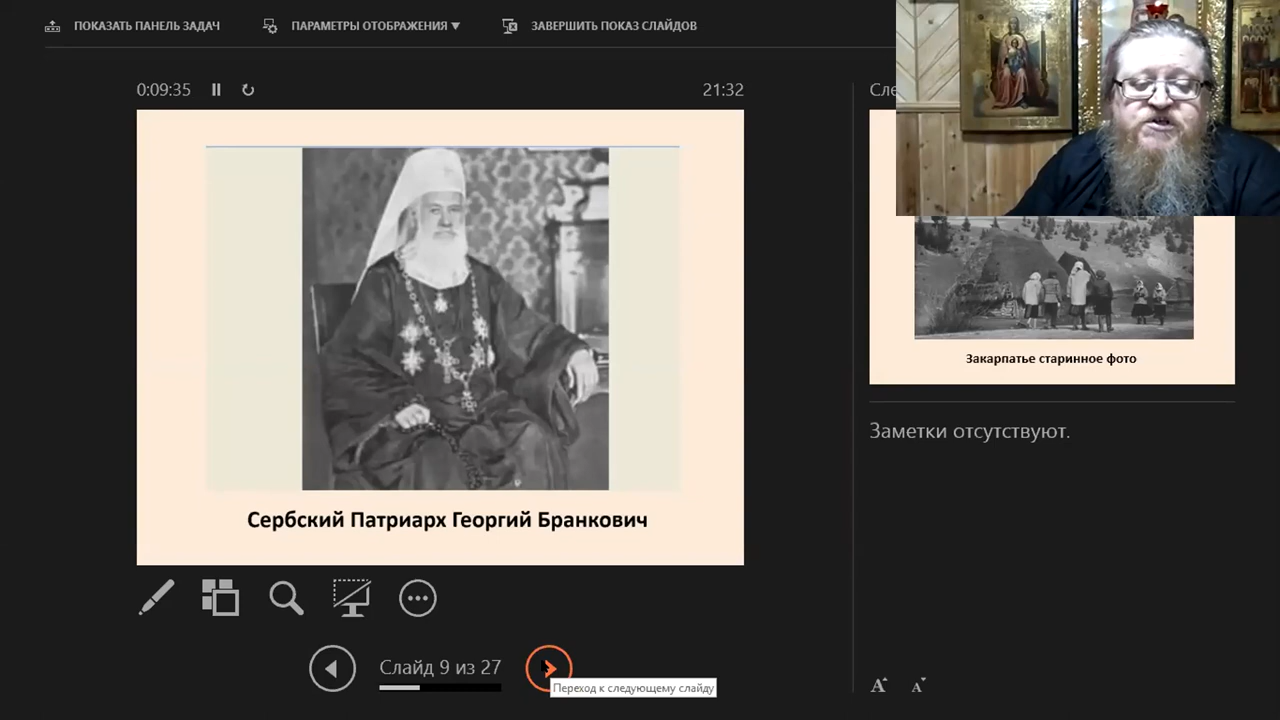 ПОКАЗАТЬ ПАНЕЛЬ ЗАДАЧ
ПАРАМЕТРЫ ОТОБРАЖЕНИЯ
ЗАВЕРШИТЬ ПОКАЗ СЛАЙДОВ
0:09:35
21:32
Сербский Патриарх Георгий Бранкович
Слайд 9 из 27
Переход к следующему слайду
Закарпатье старинное фото
Заметки отсутствуют.
A A